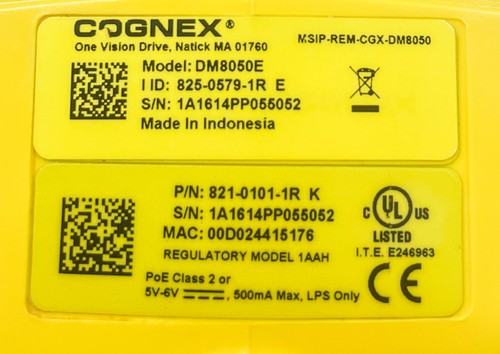 COGNEX®
One Vision Drive, Natick MA 01760
MSIP-REM-CGX-DM8050
Model: DM8050E
I ID: 825-0579-1R E
S/N: 1A1614PP055052
Made In Indonesia
P/N: 821-0101-1R K
S/N: 1A1614PP055052
MAC: 00D024415176
REGULATORY MODEL 1AAH
PoE Class 2 or
5V-6V ⎓, 500mA Max, LPS Only
C UL® US
LISTED
I.T.E. E246963
CE